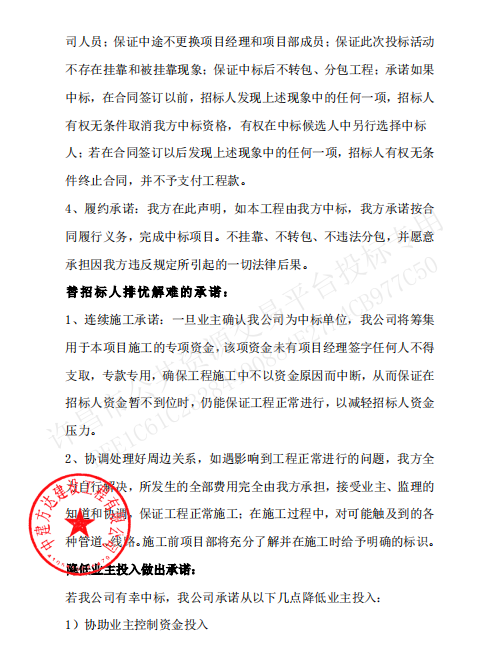 司人员；保证中途不更换项目经理和项目部成员；保证此次投标活动
不存在挂靠和被挂靠现象；保证中标后不转包、分包工程；承诺如果
中标，在合同签订以前，招标人发现上述现象中的任何一项，招标人
有权无条件取消我方中标资格，有权在中标候选人中另行选择中标
人；若在合同签订以后发现上述现象中的任何一项，招标人有权无条
件终止合同，并不予支付工程款。
4、履约承诺：我方在此声明，如本工程由我方中标，我方承诺按合
同履行义务，完成中标项目。不挂靠、不转包、不违法分包，并愿意
承担因我方违反规定所引起的一切法律后果。
替招标人排忧解难的承诺：
1、连续施工承诺：一旦业主确认我公司为中标单位，我公司将筹集
用于本项目施工的专项资金，该项资金未有项目经理签字任何人不得
支取，专款专用，确保工程施工中不以资金原因而中断，从而保证在
招标人资金暂不到位时，仍能保证工程正常进行，以减轻招标人资金
压力。
2、协调处理好周边关系，如遇影响到工程正常进行的问题，我方全
力自行解决，所发生的全部费用完全由我方承担，接受业主、监理的
知道和协调，保证工程正常施工；在施工过程中，对可能触及到的各
种管道、线路。施工前项目部将充分了解并在施工时给予明确的标识。
降低业主投入做出承诺：
若我公司有幸中标，我公司承诺从以下几点降低业主投入：
1）协助业主控制资金投入
中建方达建设工程有限公司